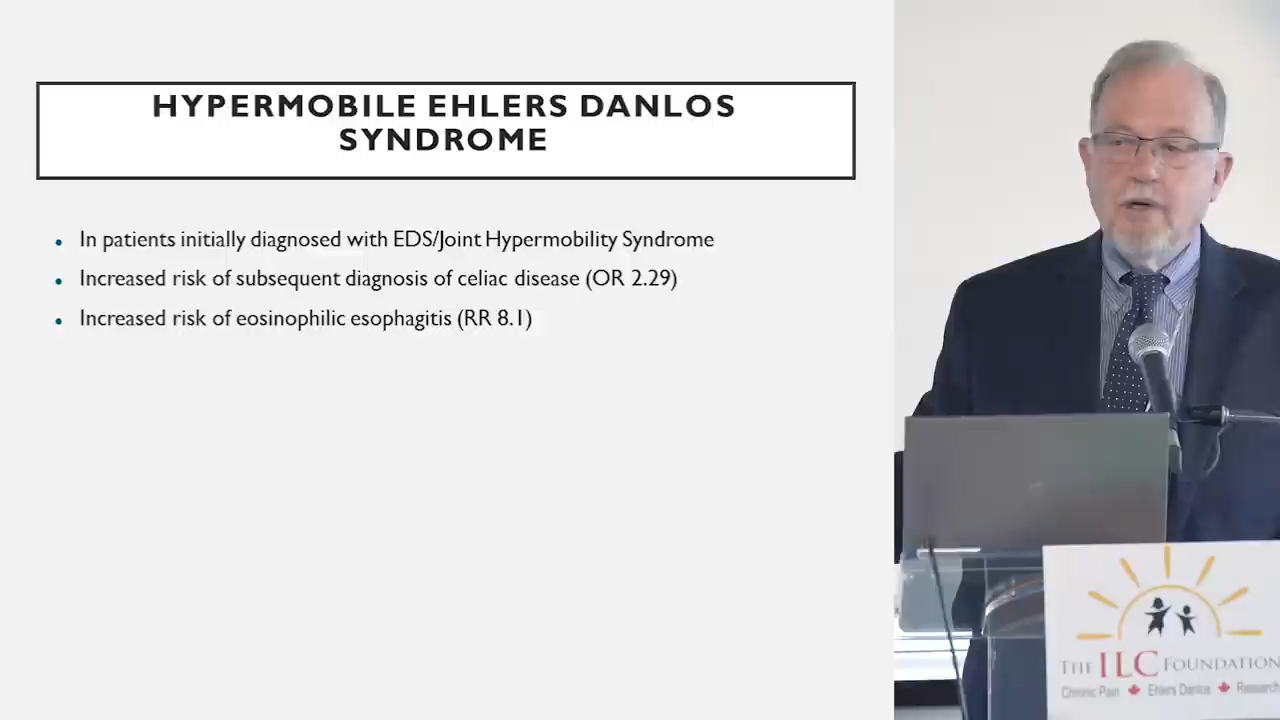 HYPERMOBILE EHLERS DANLOS
SYNDROME
• In patients initially diagnosed with EDS/Joint Hypermobility Syndrome
• Increased risk of subsequent diagnosis of celiac disease (OR 2.29)
• Increased risk of eosinophilic esophagitis (RR 8.1)
THE ILC FOUNDATION
Chronic Pain Ehlers Danlos Research